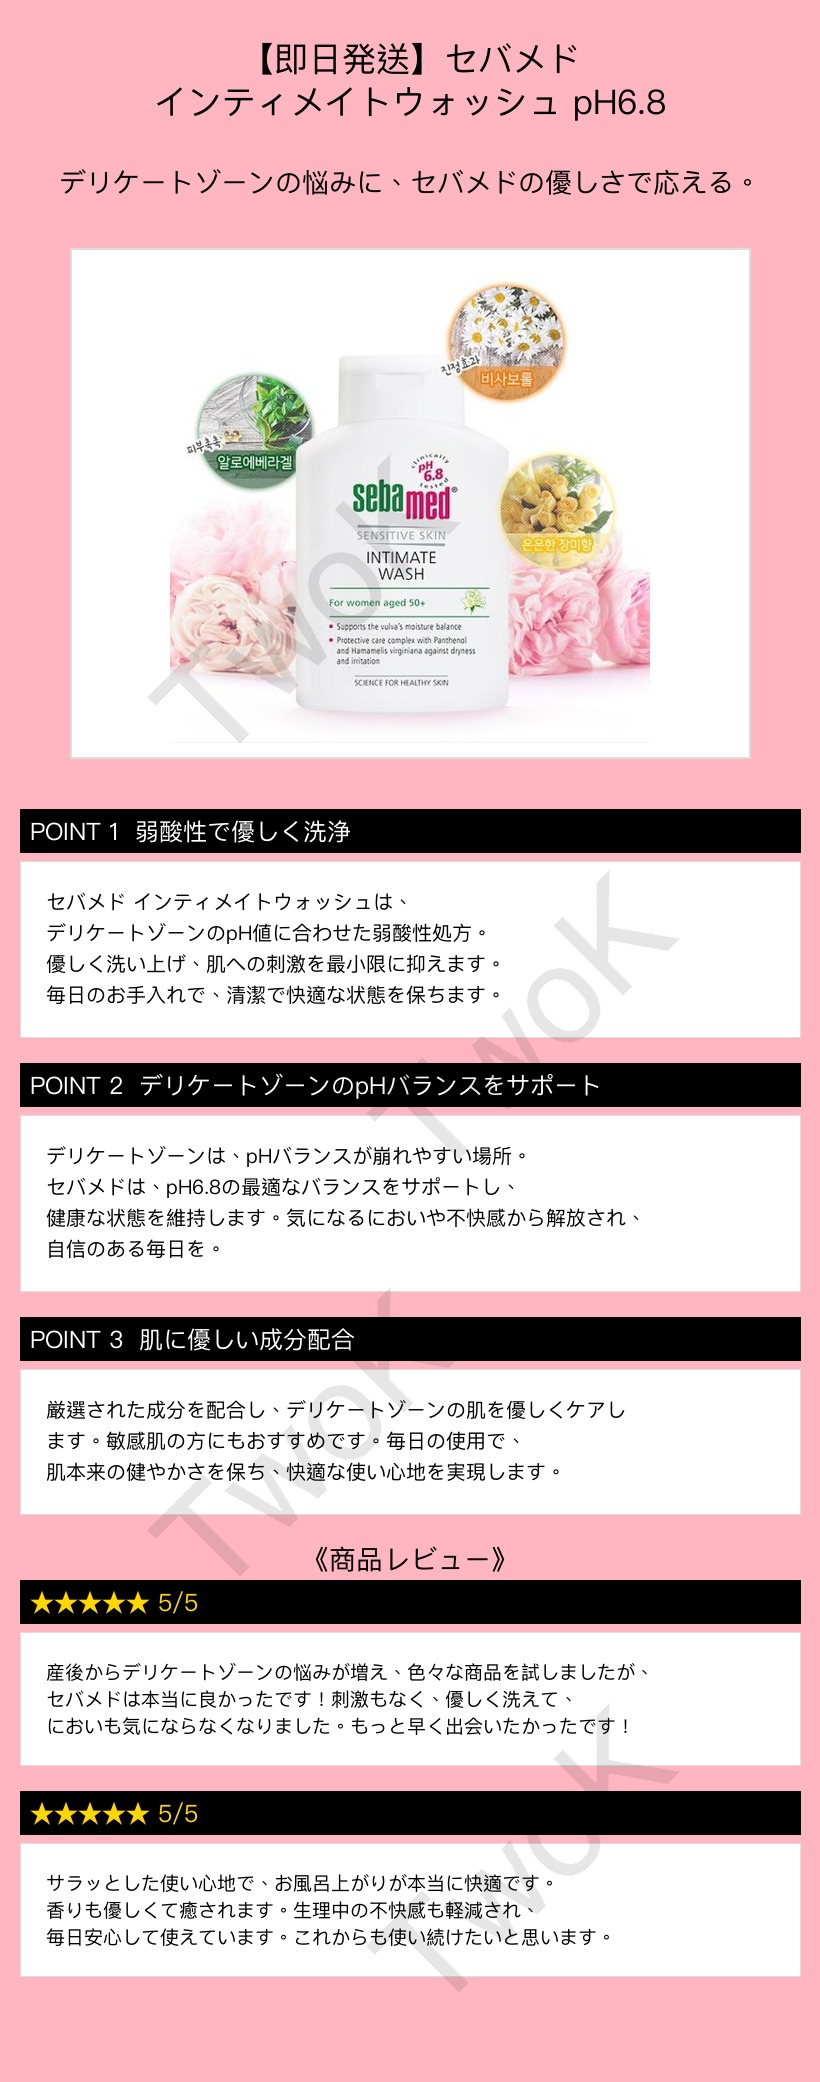 【即日発送】セバメド
インティメイトウォッシュ pH6.8
デリケートゾーンの悩みに、セバメドの優しさで応える。
진정효과
비사보롤
피부촉촉
알로에베라겔
은은한 장미향
clinically
pH
6.8
tested
sebamed®
SENSITIVE SKIN
INTIMATE
WASH
For women aged 50+
Supports the vulva's moisture balance
Protective care complex with Panthenol
and Hamamelis virginiana against dryness
and irritation
SCIENCE FOR HEALTHY SKIN
TwoK
POINT 1 弱酸性で優しく洗浄
セバメド インティメイトウォッシュは、
デリケートゾーンのpH値に合わせた弱酸性処方。
優しく洗い上げ、肌への刺激を最小限に抑えます。
毎日のお手入れで、清潔で快適な状態を保ちます。
TwoK
POINT 2 デリケートゾーンのpHバランスをサポート
デリケートゾーンは、pHバランスが崩れやすい場所。
セバメドは、pH6.8の最適なバランスをサポートし、
健康な状態を維持します。気になるにおいや不快感から解放され、
自信のある毎日を。
POINT 3 肌に優しい成分配合
厳選された成分を配合し、デリケートゾーンの肌を優しくケアし
ます。敏感肌の方にもおすすめです。毎日の使用で、
肌本来の健やかさを保ち、快適な使い心地を実現します。
TwoK
《商品レビュー》
★★★★★ 5/5
産後からデリケートゾーンの悩みが増え、色々な商品を試しましたが、
セバメドは本当に良かったです！刺激もなく、優しく洗えて、
においも気にならなくなりました。もっと早く出会いたかったです！
★★★★★ 5/5
サラッとした使い心地で、お風呂上がりが本当に快適です。
香りも優しくて癒されます。生理中の不快感も軽減され、
毎日安心して使えています。これからも使い続けたいと思います。
TwoK